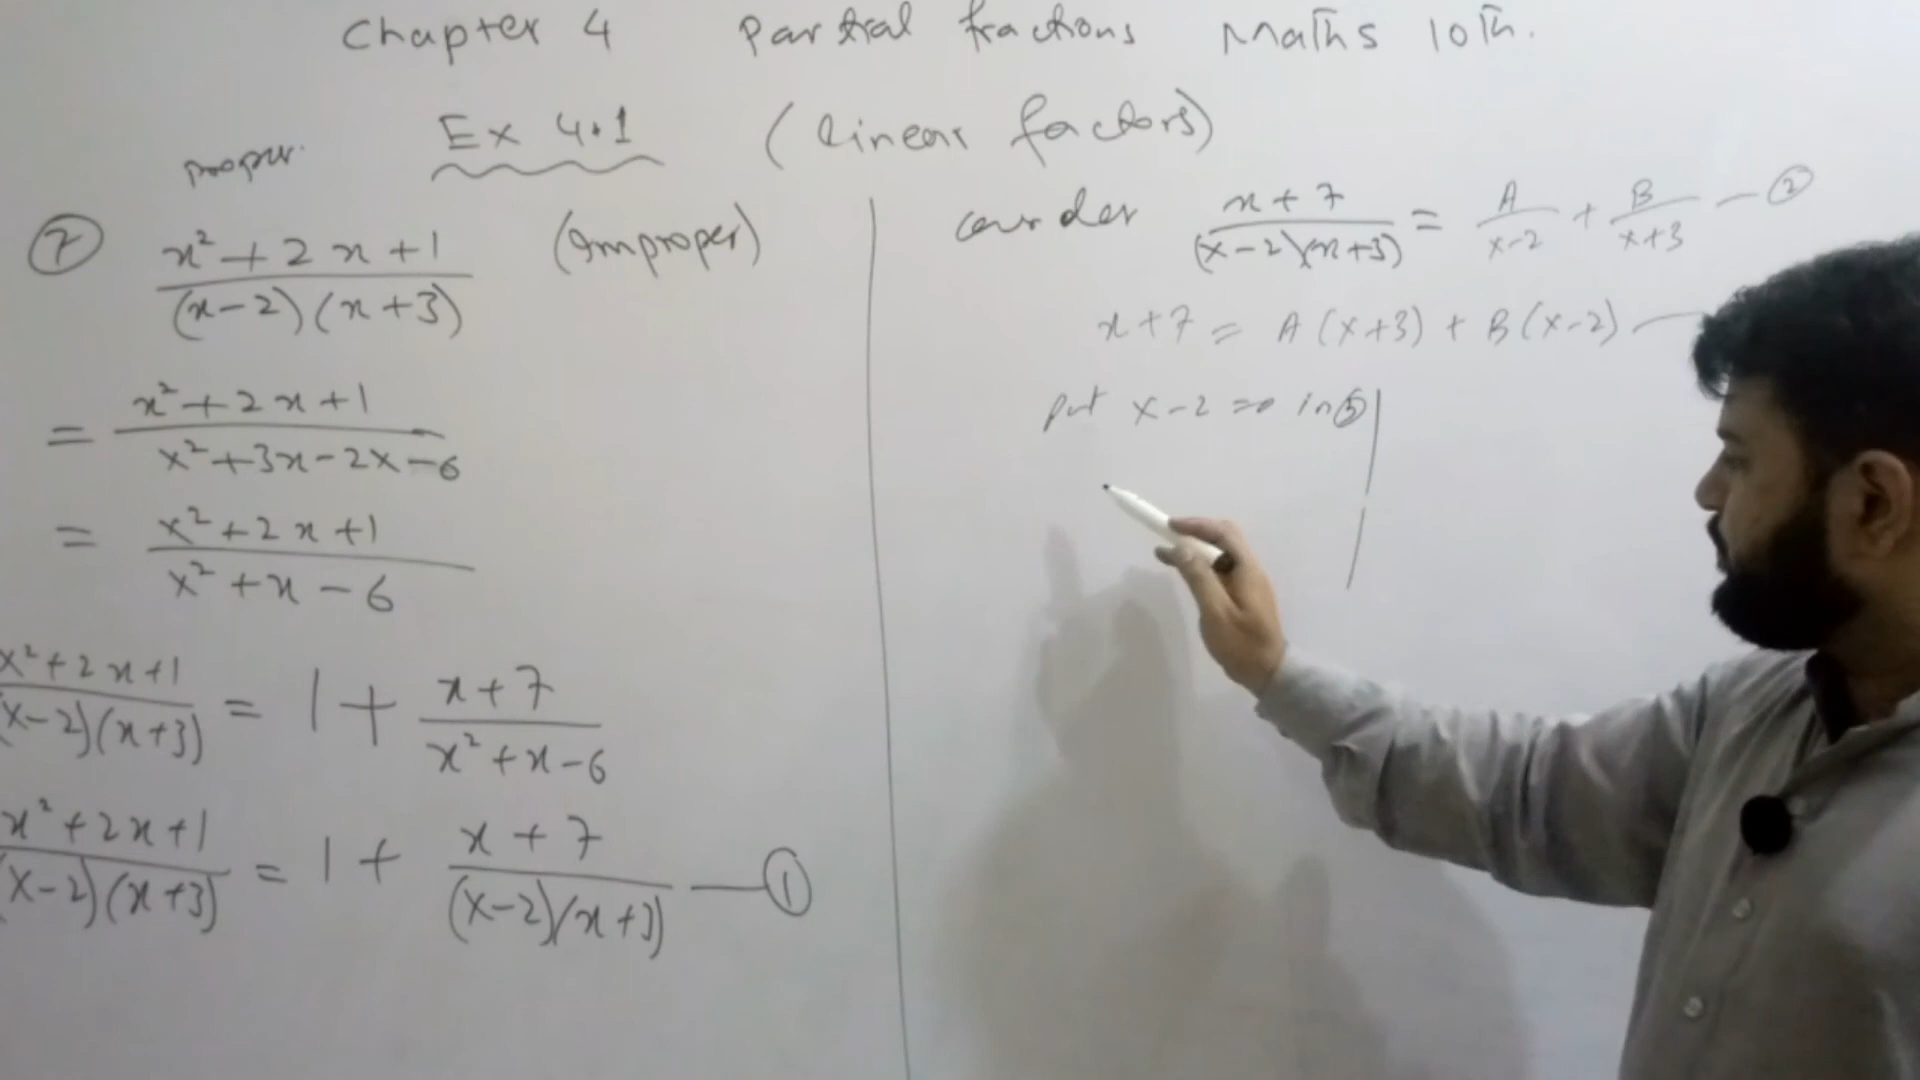 Chapter 4 Partial fractions Maths 10th.
Ex 4.1 (linear factors)
proper.
⑦ x²+2x+1 / (x-2)(x+3) (Improper)
= x²+2x+1 / x²+3x-2x-6
= x²+2x+1 / x²+x-6
x²+2x+1 / (x-2)(x+3) = 1 + x+7 / x²+x-6
x²+2x+1 / (x-2)(x+3) = 1 + x+7 / (x-2)(x+3) — ①
x+7 / (x-2)(x+3) = A / x-2 + B / x+3 — ②
x+7 = A(x+3) + B(x-2) —
put x-2=0 in